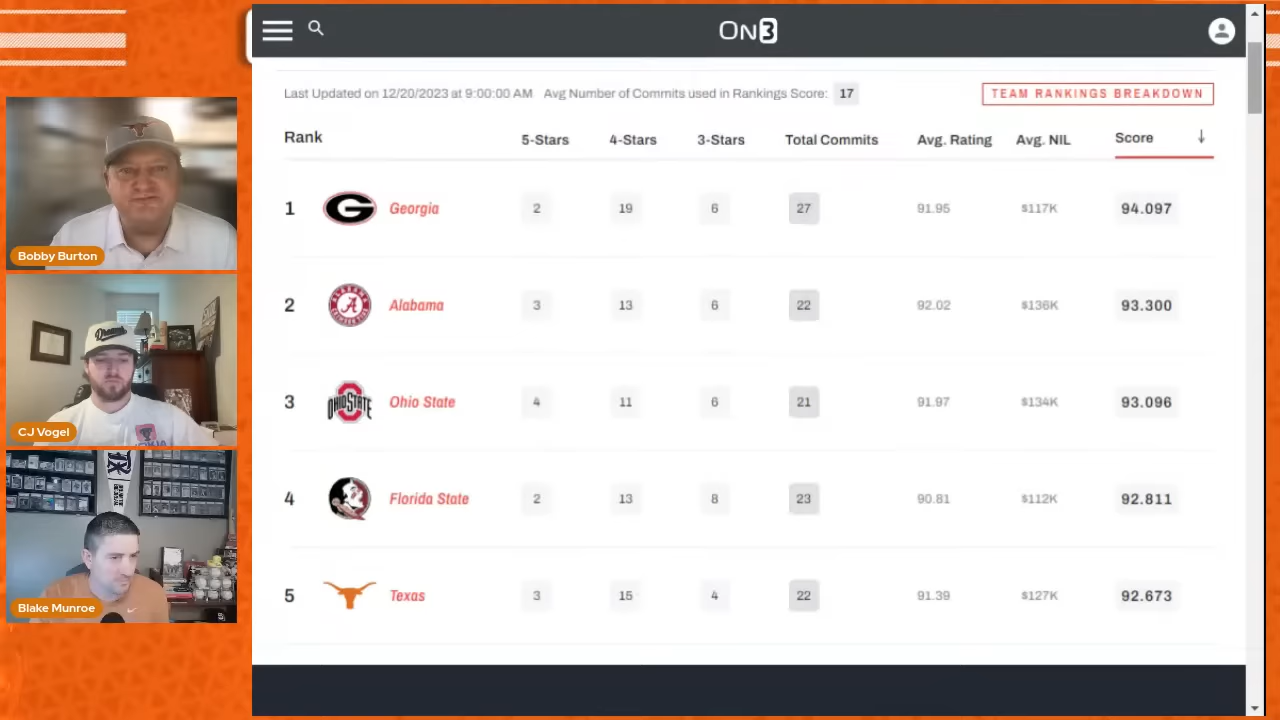 ON3
Last Updated on 12/20/2023 at 9:00:00 AM Avg Number of Commits used in Rankings Score: 17
TEAM RANKINGS BREAKDOWN
Rank 5-Stars 4-Stars 3-Stars Total Commits Avg. Rating Avg. NIL Score ↓
1 G Georgia 2 19 6 27 91.95 $117K 94.097
2 A Alabama 3 13 6 22 92.02 $136K 93.300
3 OHIO STATE Ohio State 4 11 6 21 91.97 $134K 93.096
4 Florida State 2 13 8 23 90.81 $112K 92.811
5 Texas 3 15 4 22 91.39 $127K 92.673
Bobby Burton
CJ Vogel
Blake Munroe